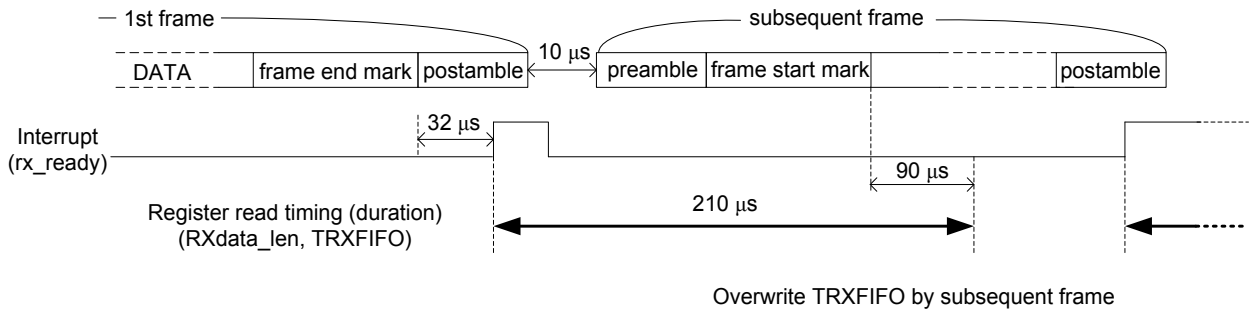 1st frame
subsequent frame
10 μs
DATA
frame end mark
postamble
preamble
frame start mark
postamble
32 μs
Interrupt
(rx_ready)
90 μs
210 μs
Register read timing (duration)
(RXdata_len, TRXFIFO)
Overwrite TRXFIFO by subsequent frame